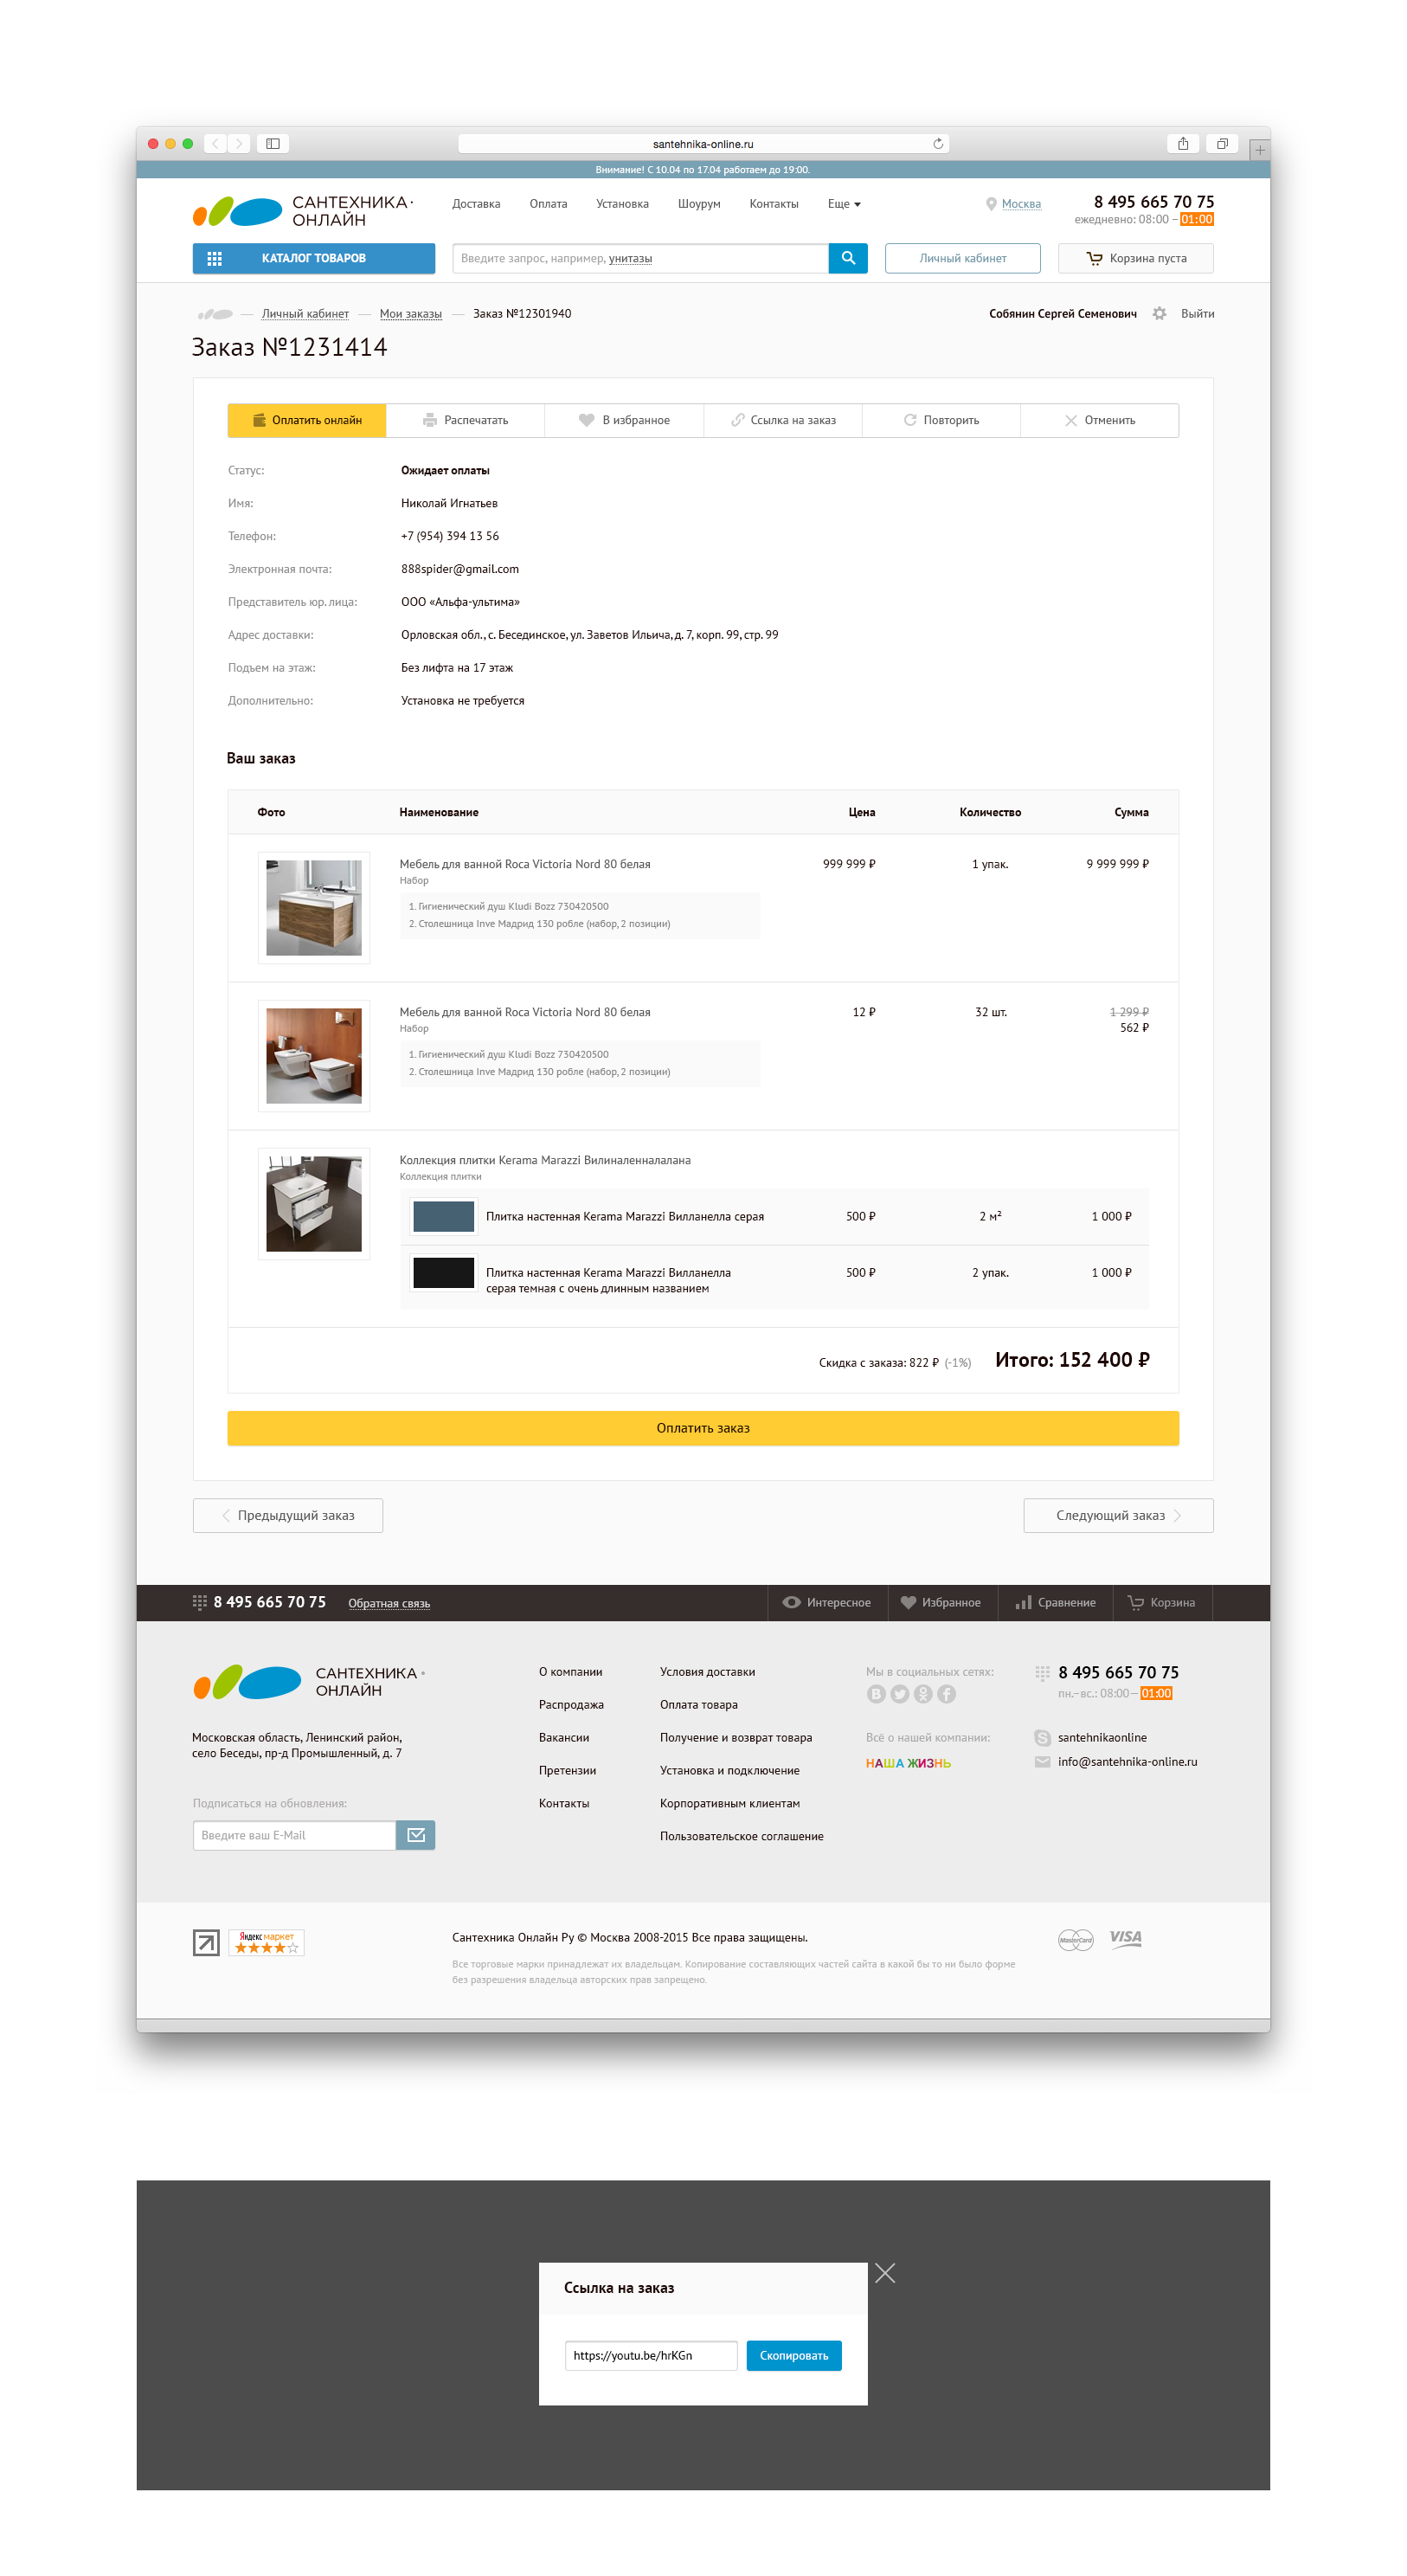 santehnika-online.ru
Внимание! С 10.04 по 17.04 работаем до 19:00.
САНТЕХНИКА
ОНЛАЙН
Доставка Оплата Установка Шоурум Контакты Еще
Москва
8 495 665 70 75
ежедневно: 08:00 – 01:00
КАТАЛОГ ТОВАРОВ
Введите запрос, например, унитазы
Личный кабинет
Корзина пуста
Личный кабинет — Мои заказы — Заказ №12301940
Собянин Сергей Семенович Выйти
Заказ №1231414
Оплатить онлайн Распечатать В избранное Ссылка на заказ Повторить Отменить
Статус: Ожидает оплаты
Имя: Николай Игнатьев
Телефон: +7 (954) 394 13 56
Электронная почта: 888spider@gmail.com
Представитель юр. лица: ООО «Альфа-ультима»
Адрес доставки: Орловская обл., с. Бесединское, ул. Заветов Ильича, д. 7, корп. 99, стр. 99
Подъем на этаж: Без лифта на 17 этаж
Дополнительно: Установка не требуется
Ваш заказ
Фото Наименование Цена Количество Сумма
Мебель для ванной Roca Victoria Nord 80 белая 999 999 ₽ 1 упак. 9 999 999 ₽
Набор
1. Гигиенический душ Kludi Bozz 730420500
2. Столешница Inve Мадрид 130 робле (набор, 2 позиции)
Мебель для ванной Roca Victoria Nord 80 белая 12 ₽ 32 шт. 1 299 ₽
Набор 562 ₽
1. Гигиенический душ Kludi Bozz 730420500
2. Столешница Inve Мадрид 130 робле (набор, 2 позиции)
Коллекция плитки Kerama Marazzi Вилиналенналалана
Коллекция плитки
Плитка настенная Kerama Marazzi Вилланелла серая 500 ₽ 2 м² 1 000 ₽
Плитка настенная Kerama Marazzi Вилланелла 500 ₽ 2 упак. 1 000 ₽
серая темная с очень длинным названием
Скидка с заказа: 822 ₽ (-1%) Итого: 152 400 ₽
Оплатить заказ
Предыдущий заказ Следующий заказ
8 495 665 70 75 Обратная связь Интересное Избранное Сравнение Корзина
САНТЕХНИКА
ОНЛАЙН
Московская область, Ленинский район,
село Беседы, пр-д Промышленный, д. 7
Подписаться на обновления:
Введите ваш E-Mail
О компании
Распродажа
Вакансии
Претензии
Контакты
Условия доставки
Оплата товара
Получение и возврат товара
Установка и подключение
Корпоративным клиентам
Пользовательское соглашение
Мы в социальных сетях:
Всё о нашей компании:
НАША ЖИЗНЬ
8 495 665 70 75
пн.–вс.: 08:00 – 01:00
santehnikaonline
info@santehnika-online.ru
Яндекс маркет
Сантехника Онлайн Ру © Москва 2008-2015 Все права защищены.
Все торговые марки принадлежат их владельцам. Копирование составляющих частей сайта в какой бы то ни было форме
без разрешения владельца авторских прав запрещено.
MasterCard VISA
Ссылка на заказ
https://youtu.be/hrKGn Скопировать